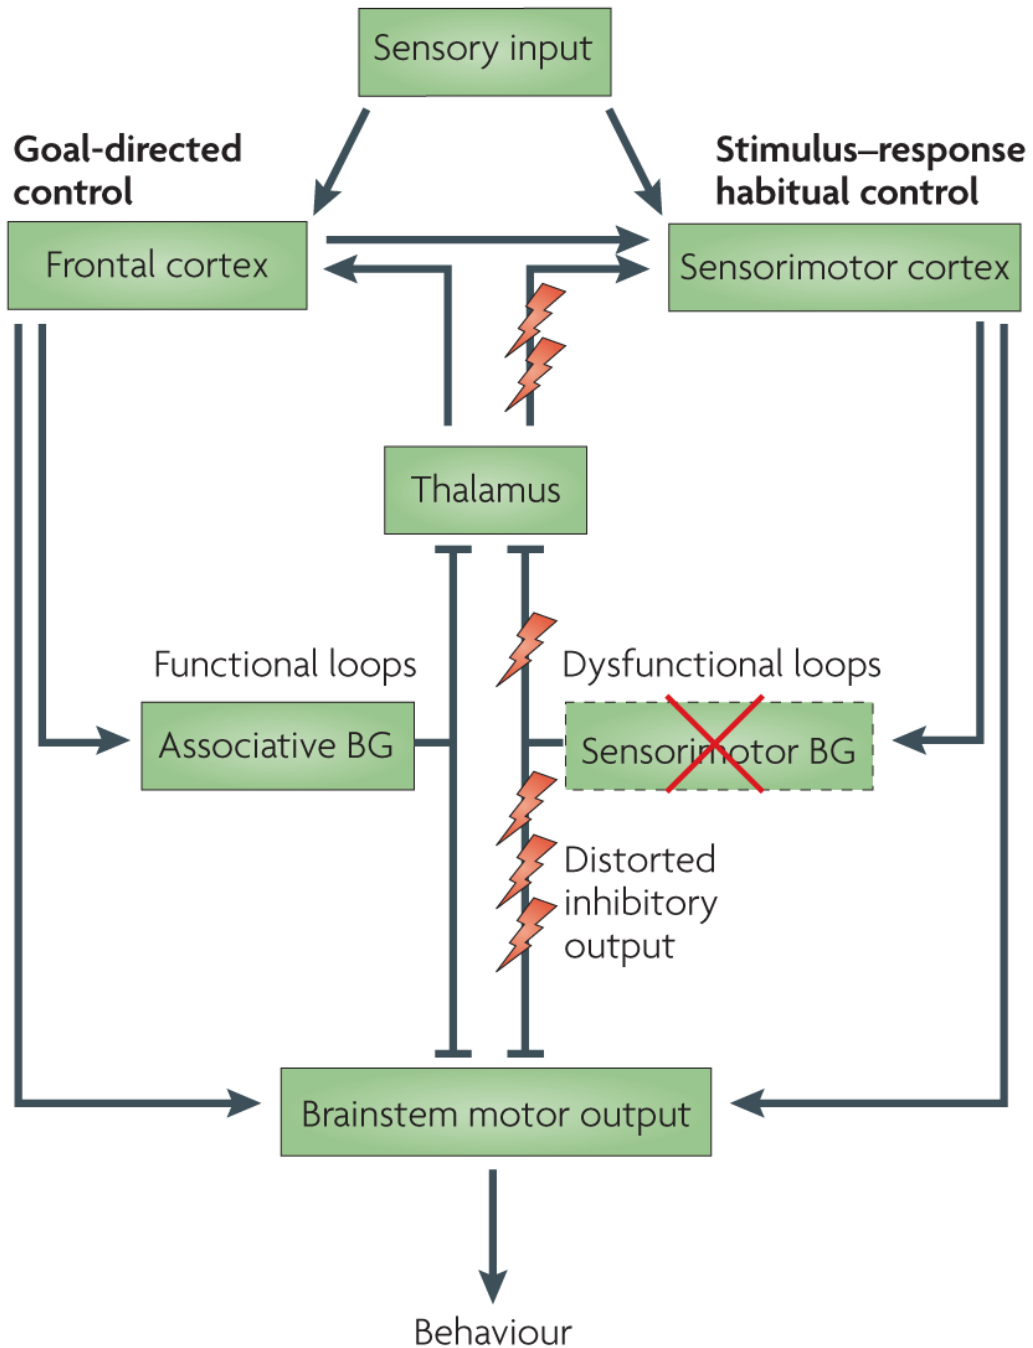 Sensory input
Goal-directed
control
Stimulus–response
habitual control
Frontal cortex
Sensorimotor cortex
Thalamus
Functional loops
Dysfunctional loops
Associative BG
Sensorimotor BG
Distorted
inhibitory
output
Brainstem motor output
Behaviour